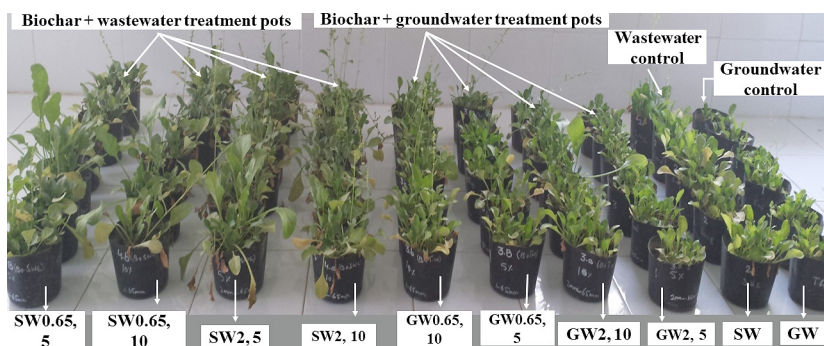 Biochar + wastewater treatment pots
Biochar + groundwater treatment pots
Wastewater
control
Groundwater
control
SW0.65,
5
SW0.65,
10
SW2, 5
SW2, 10
GW0.65,
10
GW0.65,
5
GW2, 10
GW2, 5
SW
GW